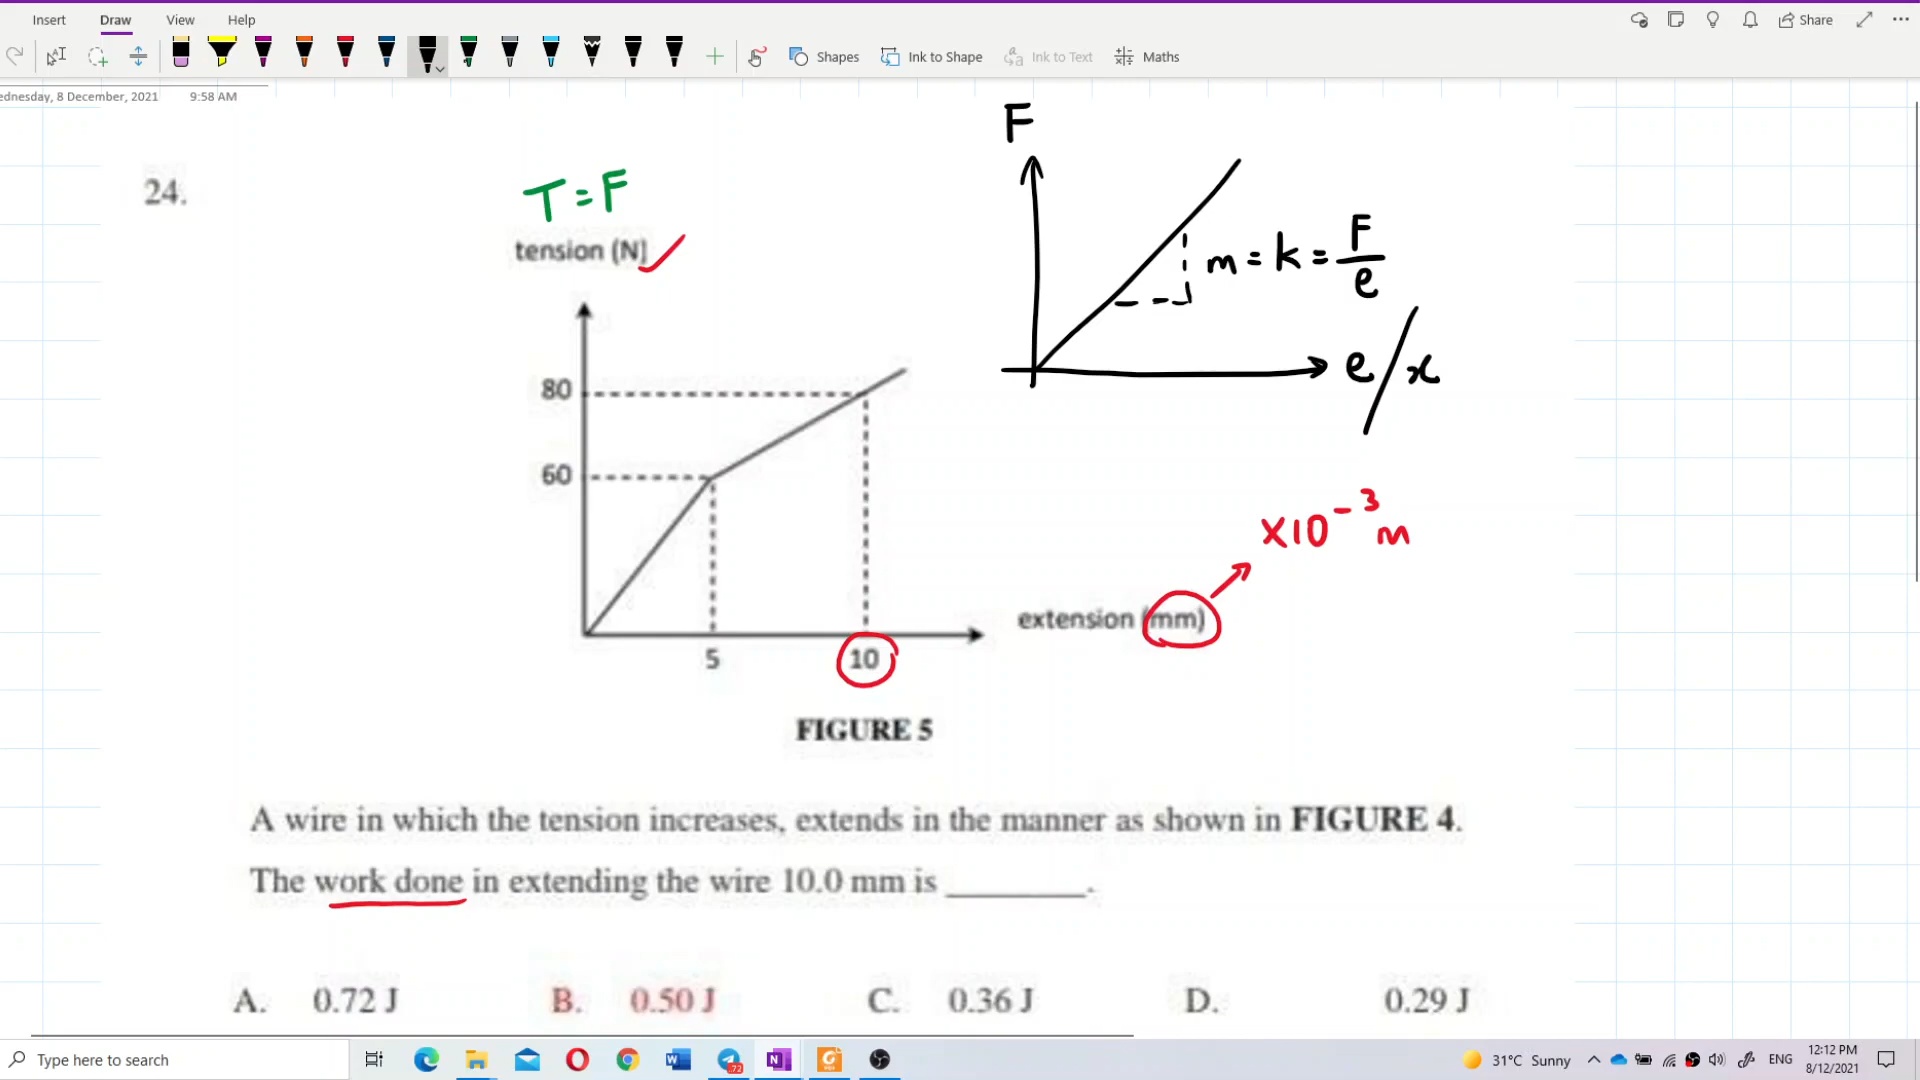 Insert Draw View Help Share
Shapes Ink to Shape Ink to Text Maths
ednesday, 8 December, 2021 9:58 AM
24.
T=F
tension (N)
80
60
5
10
extension (mm)
×10⁻³ m
F
m = k = F/e
e/x
FIGURE 5
A wire in which the tension increases, extends in the manner as shown in FIGURE 4.
The work done in extending the wire 10.0 mm is ________.
A. 0.72 J B. 0.50 J C. 0.36 J D. 0.29 J
Type here to search
72
31°C Sunny
ENG
12:12 PM
8/12/2021